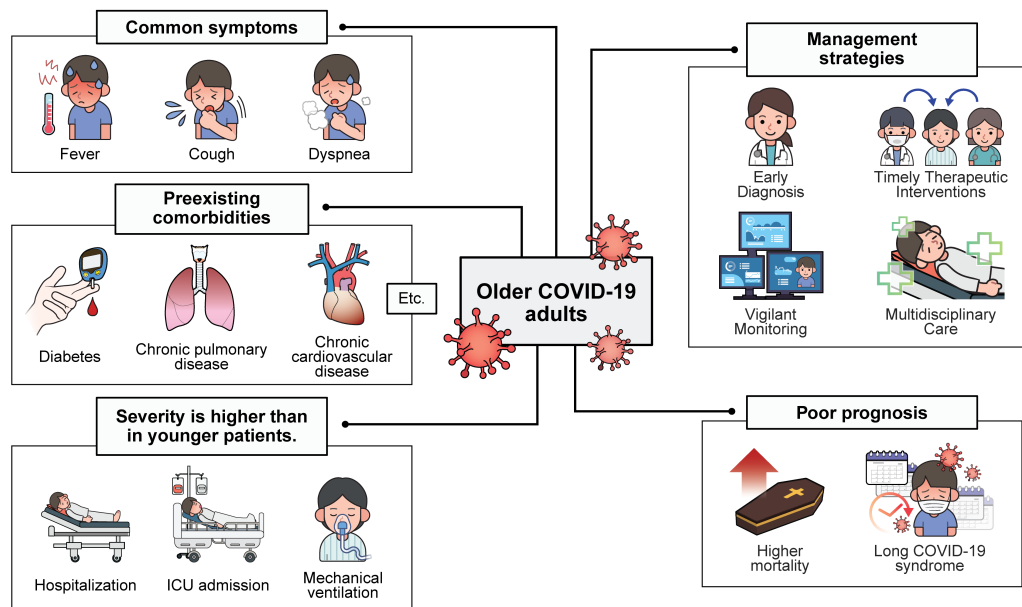 Common symptoms
Fever
Cough
Dyspnea
Preexisting
comorbidities
Diabetes
Chronic pulmonary
disease
Chronic
cardiovascular
disease
Etc.
Severity is higher than
in younger patients.
Hospitalization
ICU admission
Mechanical
ventilation
Older COVID-19
adults
Management
strategies
Early
Diagnosis
Timely Therapeutic
Interventions
Vigilant
Monitoring
Multidisciplinary
Care
Poor prognosis
Higher
mortality
Long COVID-19
syndrome